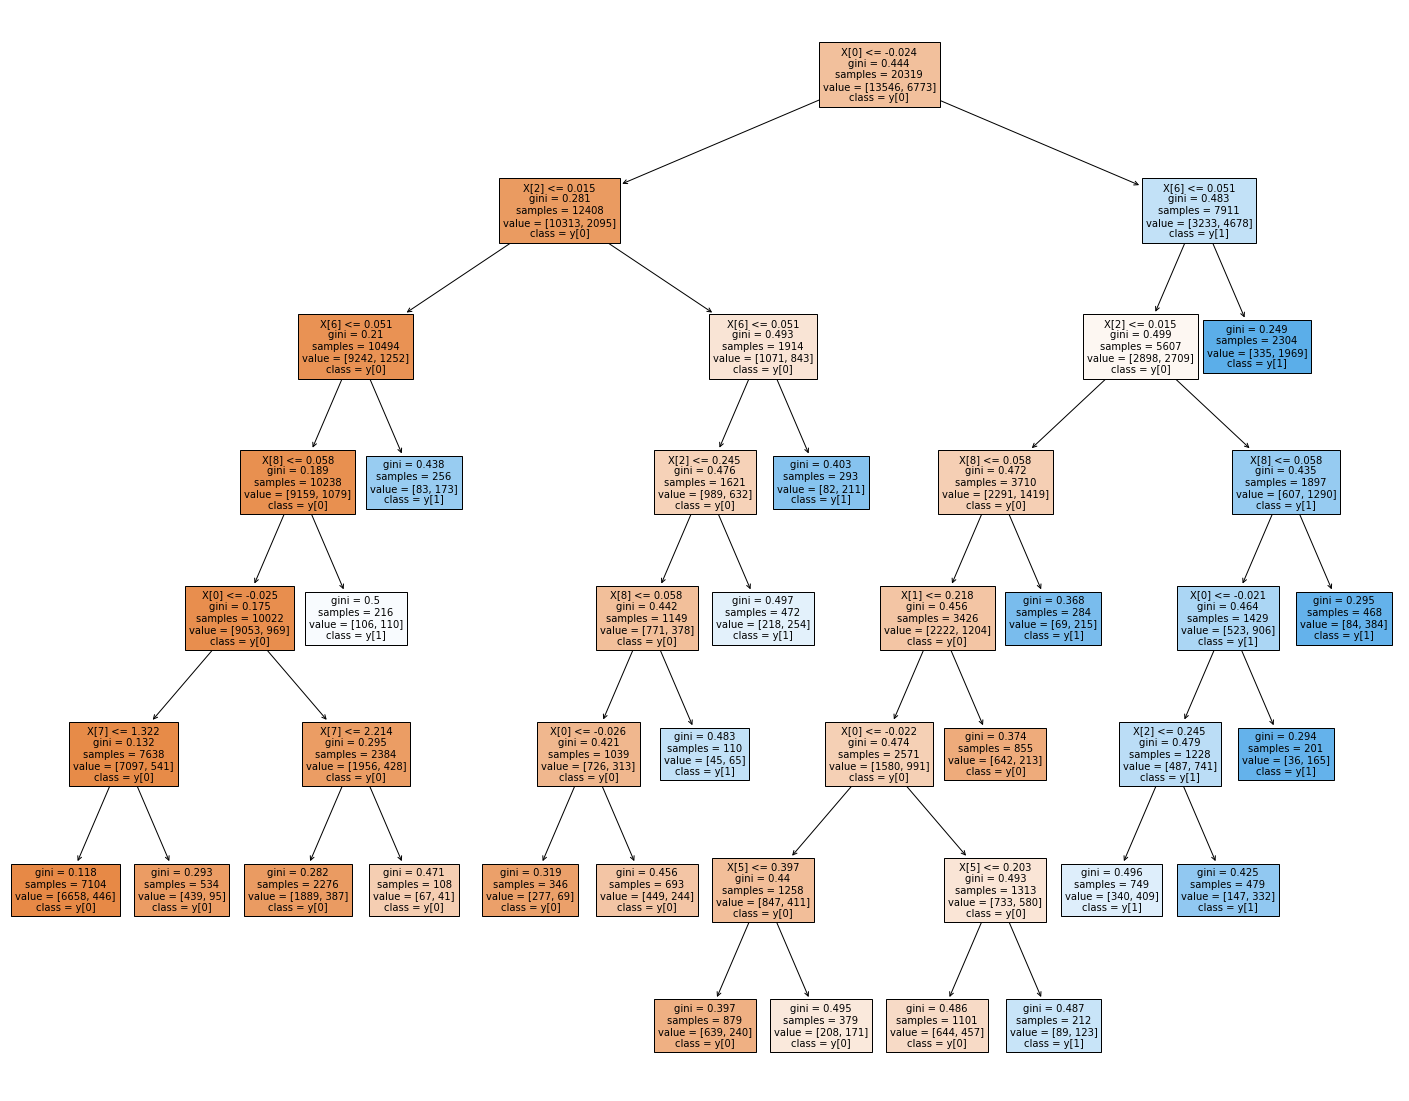 X[0] <= -0.024
gini = 0.444
samples = 20319
value = [13546, 6773]
class = y[0]
X[2] <= 0.015
gini = 0.281
samples = 12408
value = [10313, 2095]
class = y[0]
X[6] <= 0.051
gini = 0.483
samples = 7911
value = [3233, 4678]
class = y[1]
X[6] <= 0.051
gini = 0.21
samples = 10494
value = [9242, 1252]
class = y[0]
X[6] <= 0.051
gini = 0.493
samples = 1914
value = [1071, 843]
class = y[0]
X[2] <= 0.015
gini = 0.499
samples = 5607
value = [2898, 2709]
class = y[0]
gini = 0.249
samples = 2304
value = [335, 1969]
class = y[1]
X[8] <= 0.058
gini = 0.189
samples = 10238
value = [9159, 1079]
class = y[0]
gini = 0.438
samples = 256
value = [83, 173]
class = y[1]
X[2] <= 0.245
gini = 0.476
samples = 1621
value = [989, 632]
class = y[0]
gini = 0.403
samples = 293
value = [82, 211]
class = y[1]
X[8] <= 0.058
gini = 0.472
samples = 3710
value = [2291, 1419]
class = y[0]
X[8] <= 0.058
gini = 0.435
samples = 1897
value = [607, 1290]
class = y[1]
X[0] <= -0.025
gini = 0.175
samples = 10022
value = [9053, 969]
class = y[0]
gini = 0.5
samples = 216
value = [106, 110]
class = y[1]
X[8] <= 0.058
gini = 0.442
samples = 1149
value = [771, 378]
class = y[0]
gini = 0.497
samples = 472
value = [218, 254]
class = y[1]
X[1] <= 0.218
gini = 0.456
samples = 3426
value = [2222, 1204]
class = y[0]
gini = 0.368
samples = 284
value = [69, 215]
class = y[1]
X[0] <= -0.021
gini = 0.464
samples = 1429
value = [523, 906]
class = y[1]
gini = 0.295
samples = 468
value = [84, 384]
class = y[1]
X[7] <= 1.322
gini = 0.132
samples = 7638
value = [7097, 541]
class = y[0]
X[7] <= 2.214
gini = 0.295
samples = 2384
value = [1956, 428]
class = y[0]
X[0] <= -0.026
gini = 0.421
samples = 1039
value = [726, 313]
class = y[0]
gini = 0.483
samples = 110
value = [45, 65]
class = y[1]
X[0] <= -0.022
gini = 0.474
samples = 2571
value = [1580, 991]
class = y[0]
gini = 0.374
samples = 855
value = [642, 213]
class = y[0]
X[2] <= 0.245
gini = 0.479
samples = 1228
value = [487, 741]
class = y[1]
gini = 0.294
samples = 201
value = [36, 165]
class = y[1]
gini = 0.118
samples = 7104
value = [6658, 446]
class = y[0]
gini = 0.293
samples = 534
value = [439, 95]
class = y[0]
gini = 0.282
samples = 2276
value = [1889, 387]
class = y[0]
gini = 0.471
samples = 108
value = [67, 41]
class = y[0]
gini = 0.319
samples = 346
value = [277, 69]
class = y[0]
gini = 0.456
samples = 693
value = [449, 244]
class = y[0]
X[5] <= 0.397
gini = 0.44
samples = 1258
value = [847, 411]
class = y[0]
X[5] <= 0.203
gini = 0.493
samples = 1313
value = [733, 580]
class = y[0]
gini = 0.496
samples = 749
value = [340, 409]
class = y[1]
gini = 0.425
samples = 479
value = [147, 332]
class = y[1]
gini = 0.397
samples = 879
value = [639, 240]
class = y[0]
gini = 0.495
samples = 379
value = [208, 171]
class = y[0]
gini = 0.486
samples = 1101
value = [644, 457]
class = y[0]
gini = 0.487
samples = 212
value = [89, 123]
class = y[1]